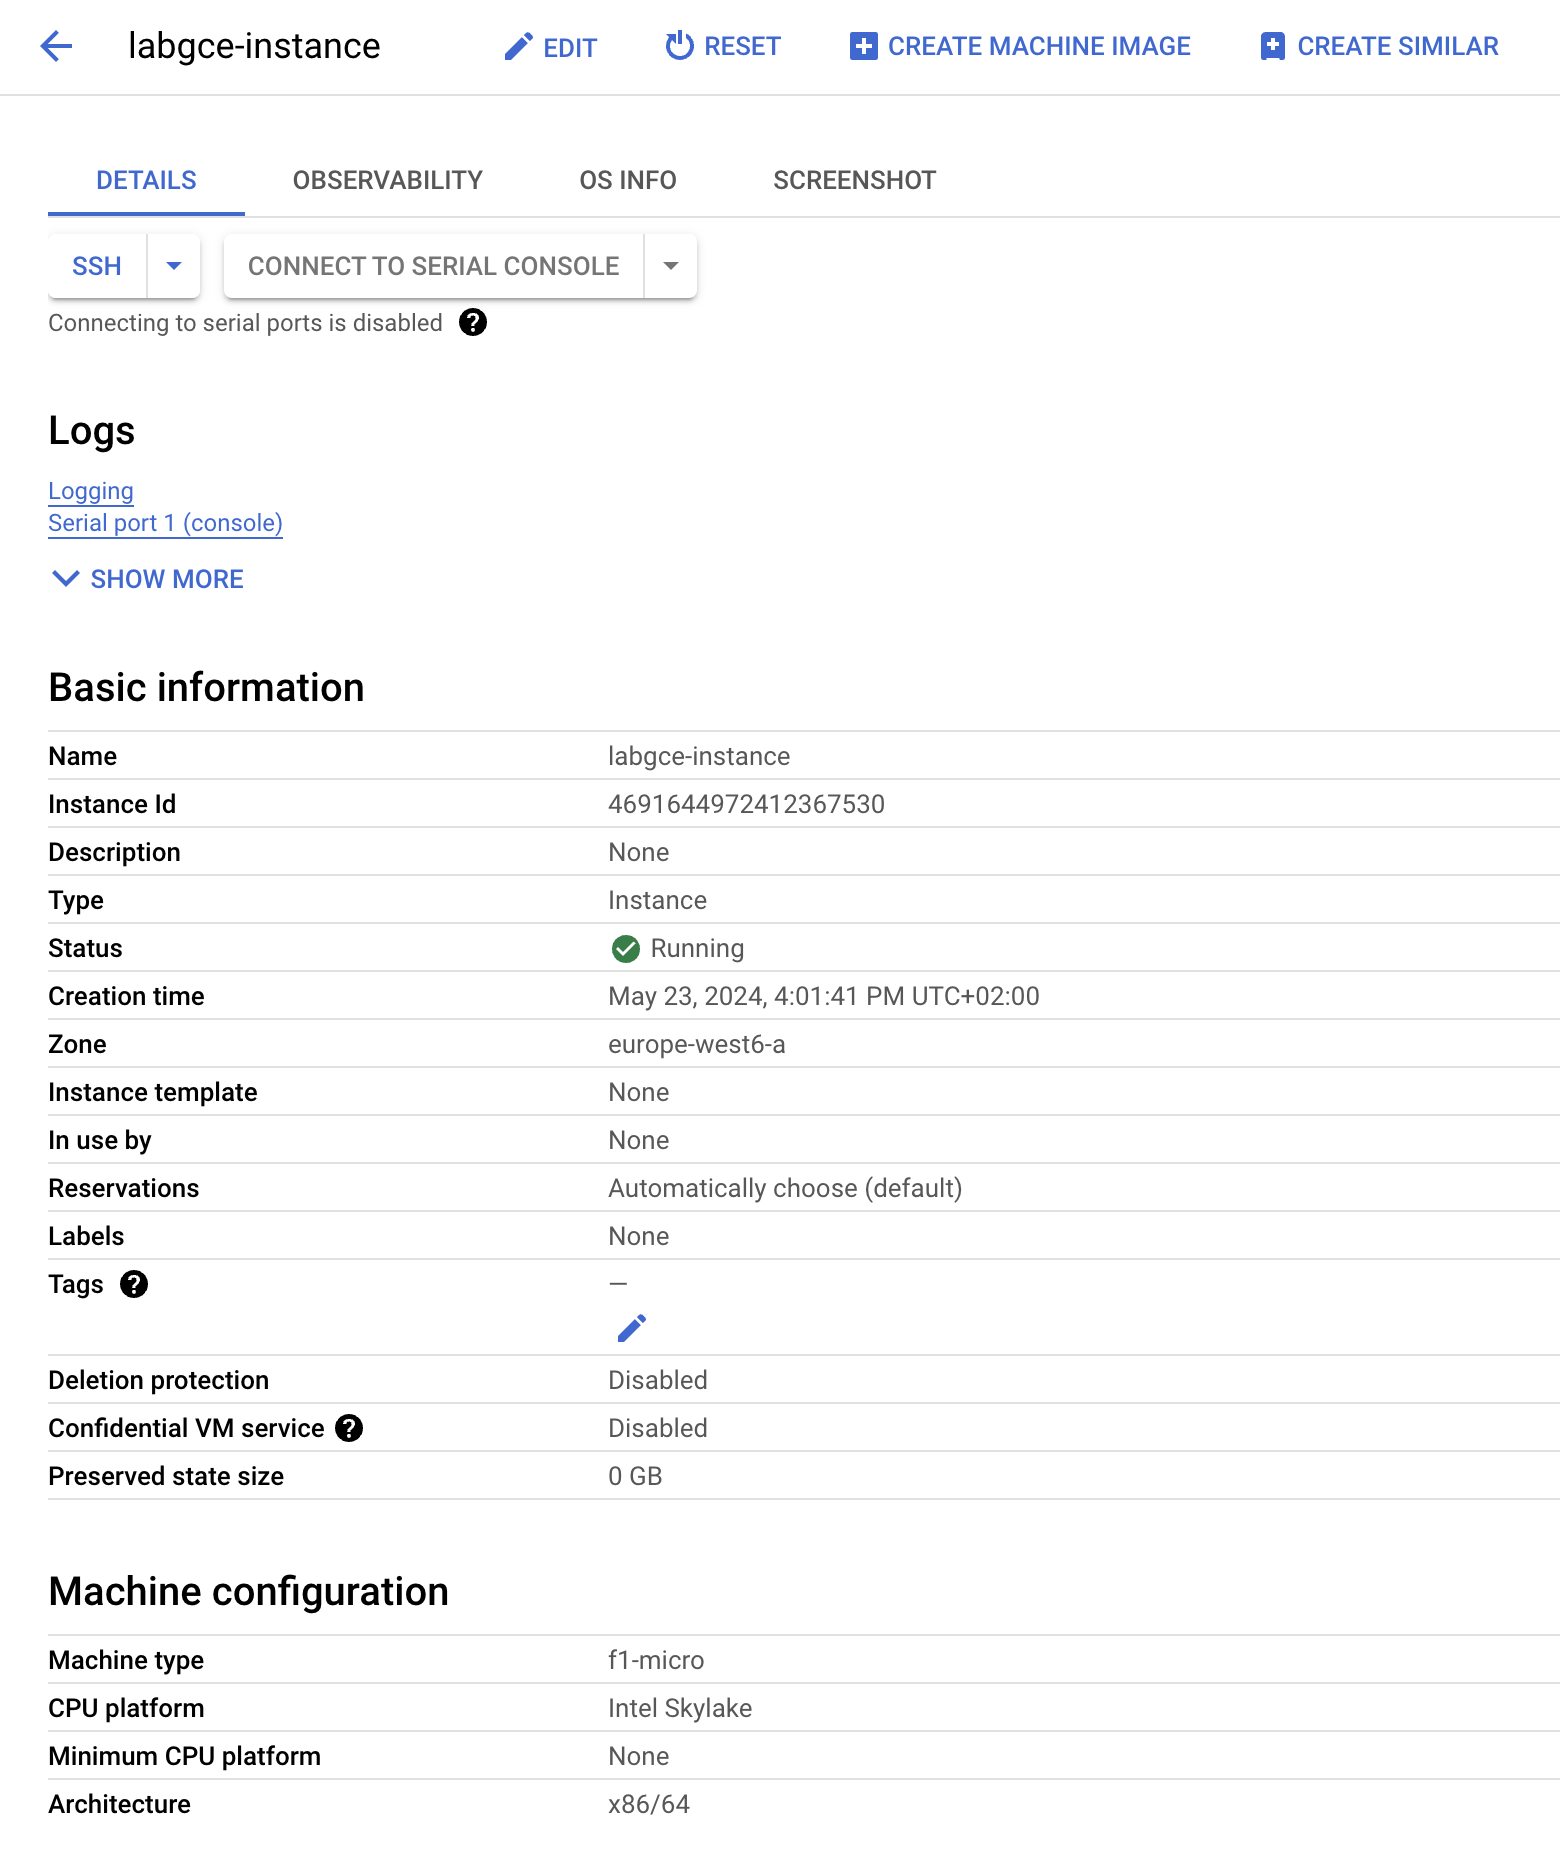 labgce-instance EDIT RESET CREATE MACHINE IMAGE CREATE SIMILAR
DETAILS OBSERVABILITY OS INFO SCREENSHOT
SSH CONNECT TO SERIAL CONSOLE
Connecting to serial ports is disabled ?
Logs
Logging
Serial port 1 (console)
SHOW MORE
Basic information
Name labgce-instance
Instance Id 4691644972412367530
Description None
Type Instance
Status Running
Creation time May 23, 2024, 4:01:41 PM UTC+02:00
Zone europe-west6-a
Instance template None
In use by None
Reservations Automatically choose (default)
Labels None
Tags ? —
Deletion protection Disabled
Confidential VM service ? Disabled
Preserved state size 0 GB
Machine configuration
Machine type f1-micro
CPU platform Intel Skylake
Minimum CPU platform None
Architecture x86/64